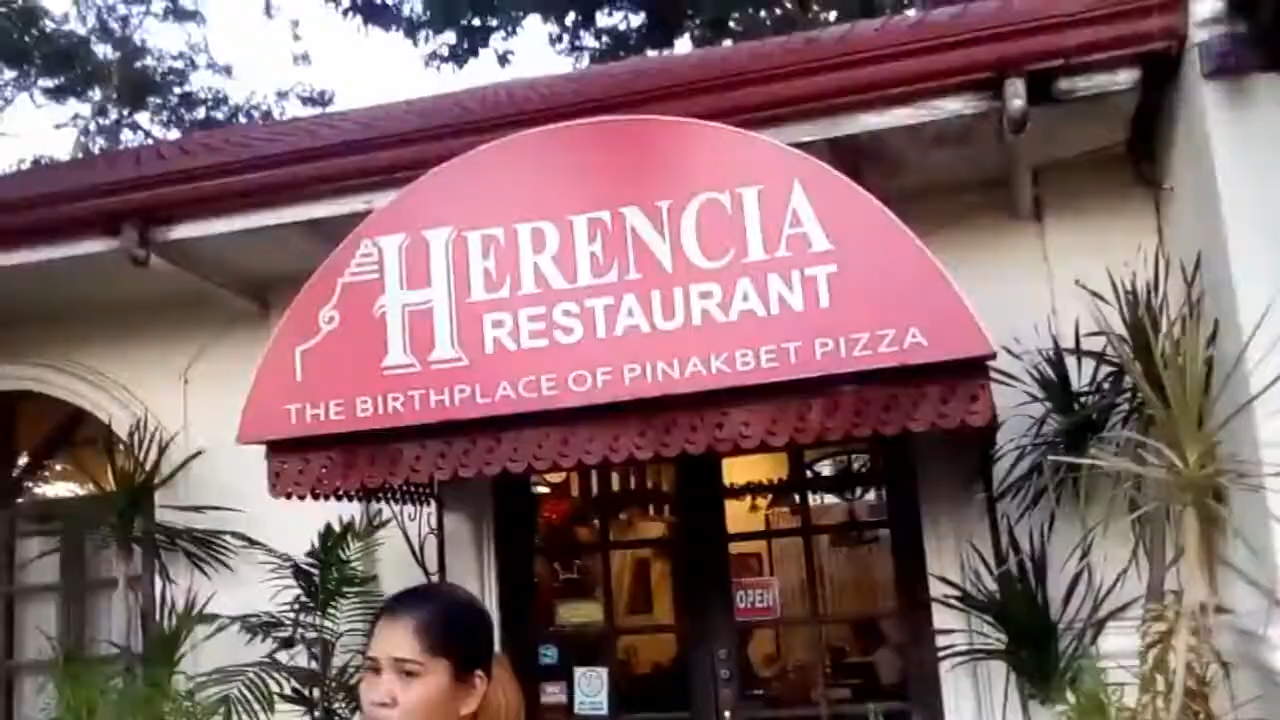 HERENCIA
RESTAURANT
THE BIRTHPLACE OF PINAKBET PIZZA
OPEN